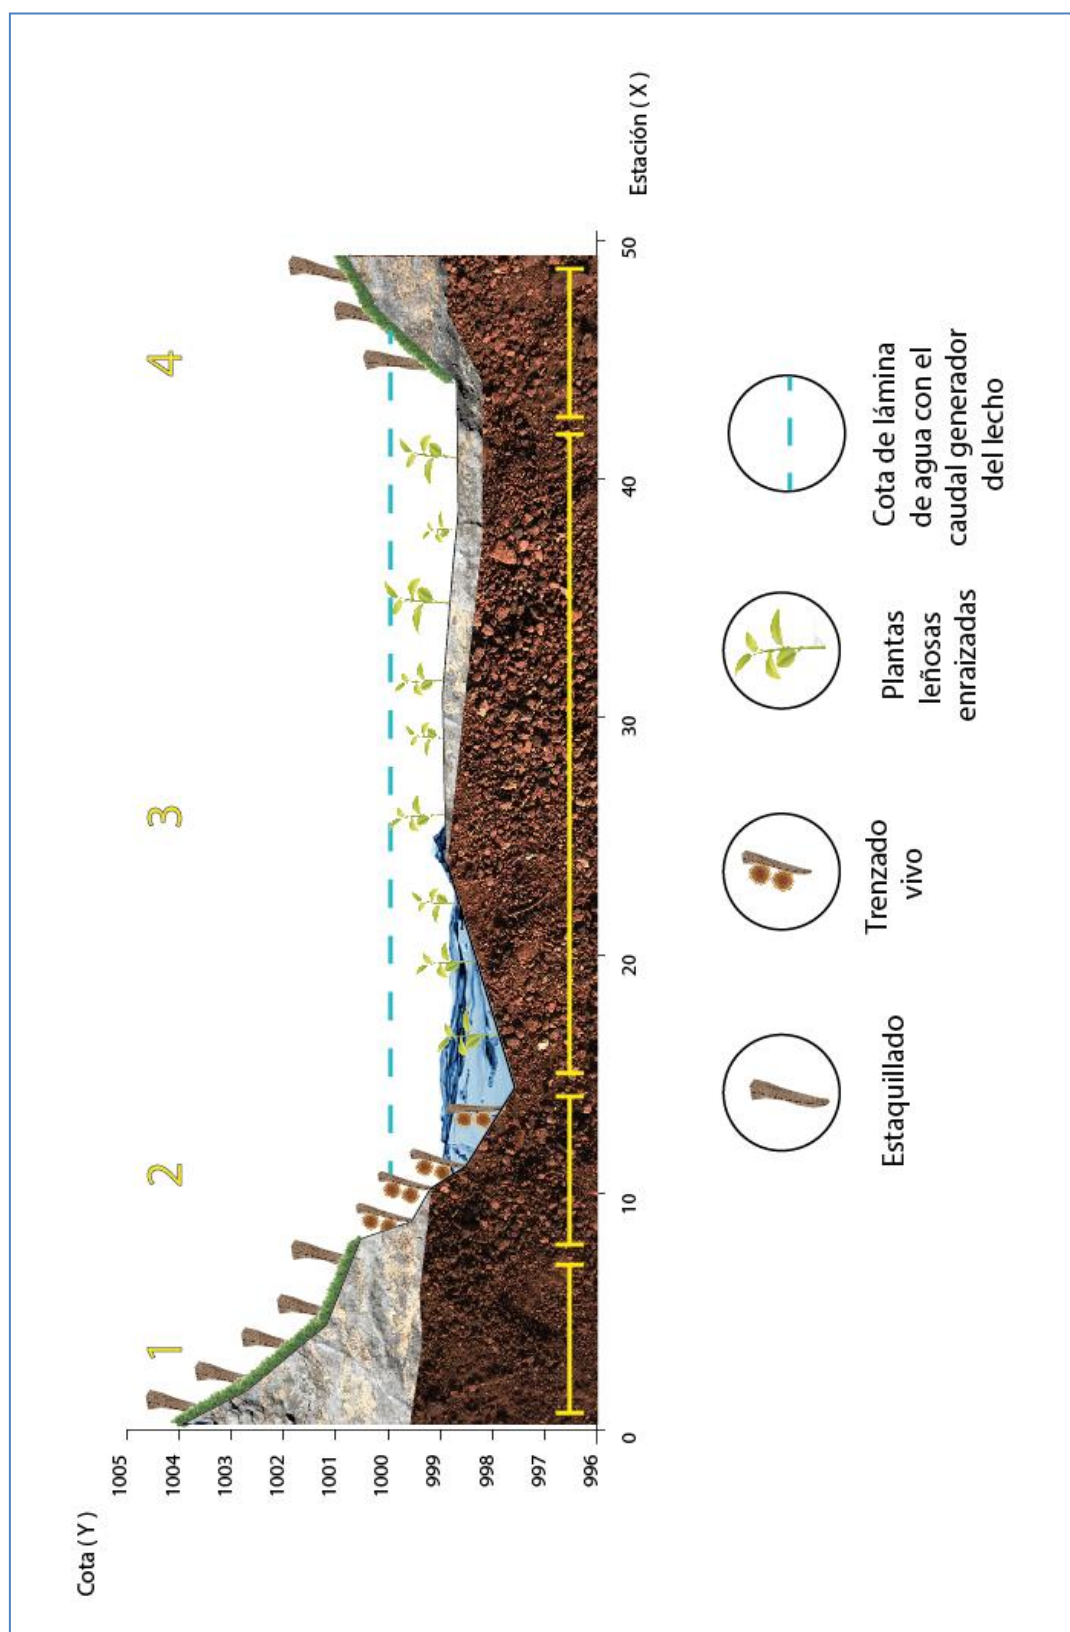 Cota ( Y )
1005
1004
1003
1002
1001
1000
999
998
997
996
1
2
3
4
0
10
20
30
40
50
Estación ( X )
Estaquillado
Trenzado
vivo
Plantas
leñosas
enraizadas
Cota de lámina
de agua con el
caudal generador
del lecho